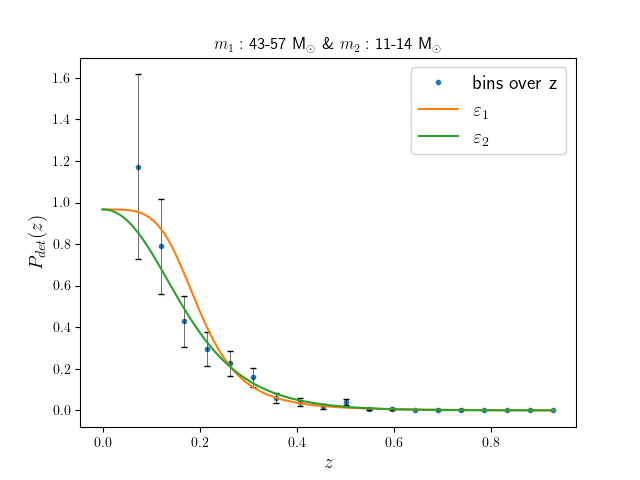 m₁ : 43-57 M☉ & m₂ : 11-14 M☉
bins over z
ε₁
ε₂
P_det(z)
1.6
1.4
1.2
1.0
0.8
0.6
0.4
0.2
0.0
0.0 0.2 0.4 0.6 0.8
z